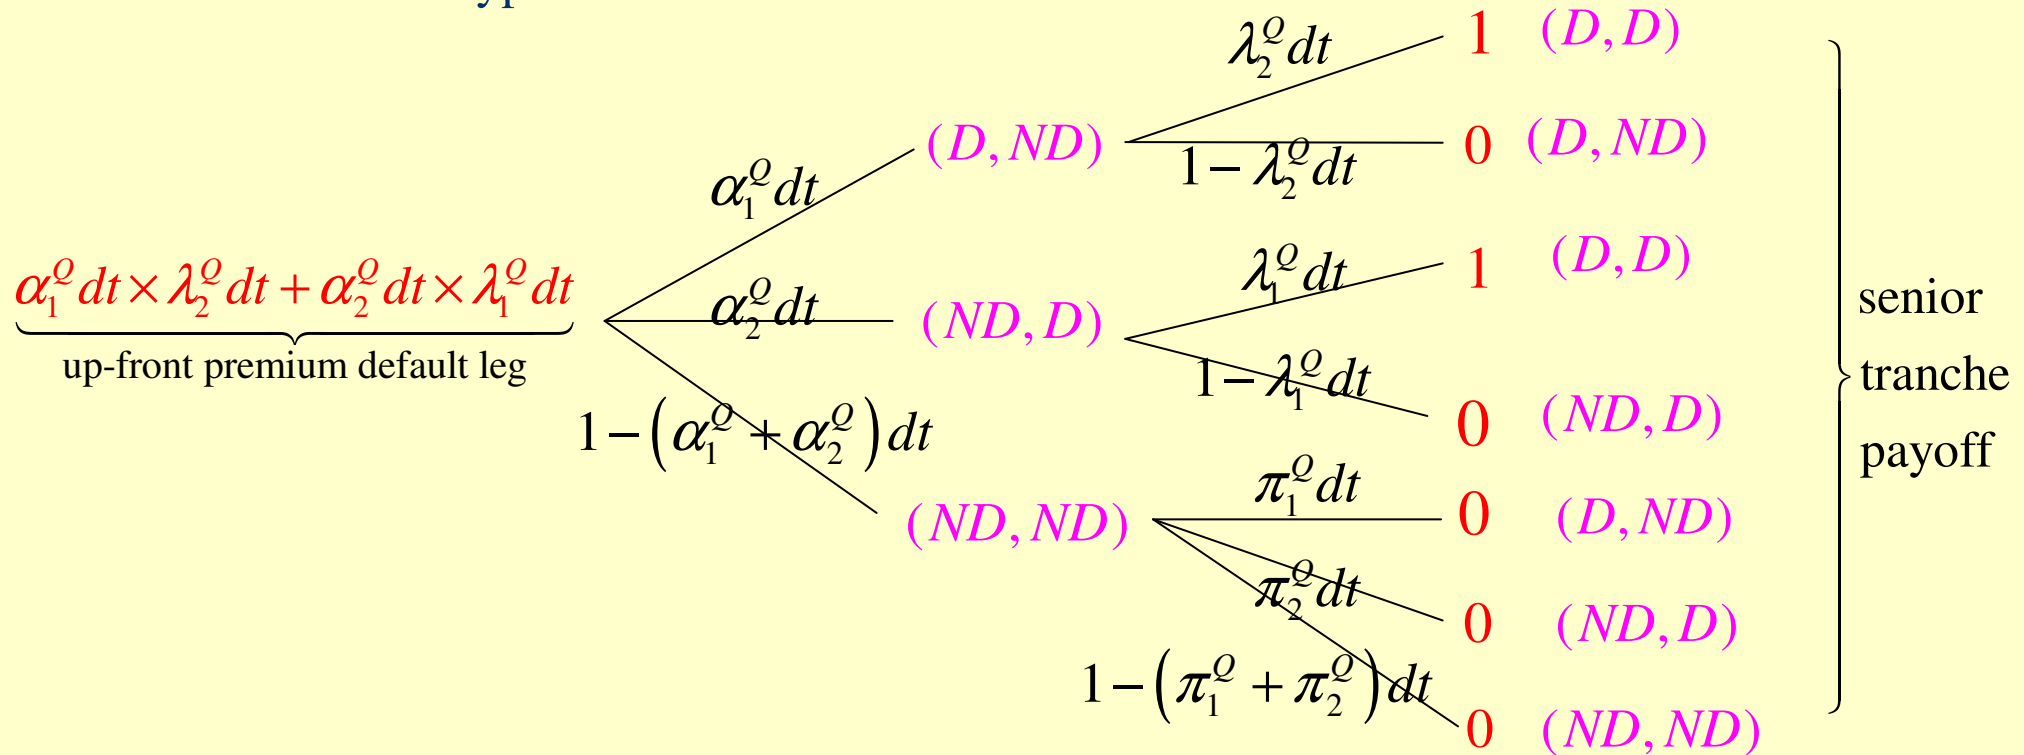 λ₂^Q dt
1 (D, D)
1 − λ₂^Q dt
0 (D, ND)
(D, ND)
α₁^Q dt
λ₁^Q dt
1 (D, D)
α₁^Q dt × λ₂^Q dt + α₂^Q dt × λ₁^Q dt
up-front premium default leg
α₂^Q dt
(ND, D)
1 − λ₁^Q dt
0 (ND, D)
1 − (α₁^Q + α₂^Q) dt
(ND, ND)
π₁^Q dt
0 (D, ND)
π₂^Q dt
0 (ND, D)
1 − (π₁^Q + π₂^Q) dt
0 (ND, ND)
senior
tranche
payoff